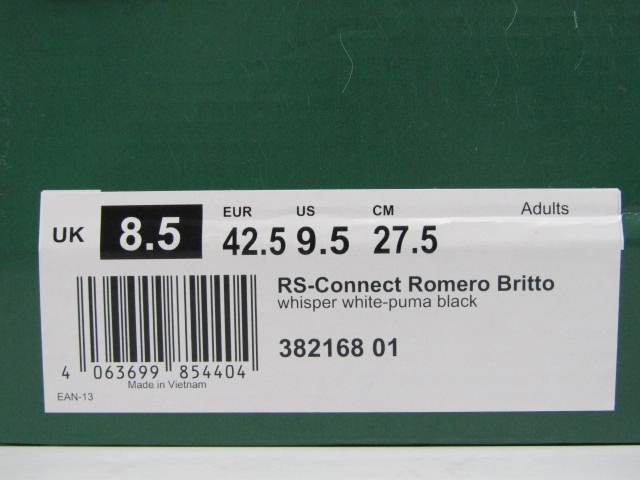 EUR US CM Adults
UK 8.5 42.5 9.5 27.5
RS-Connect Romero Britto
whisper white-puma black
382168 01
4 063699 854404
Made in Vietnam
EAN-13